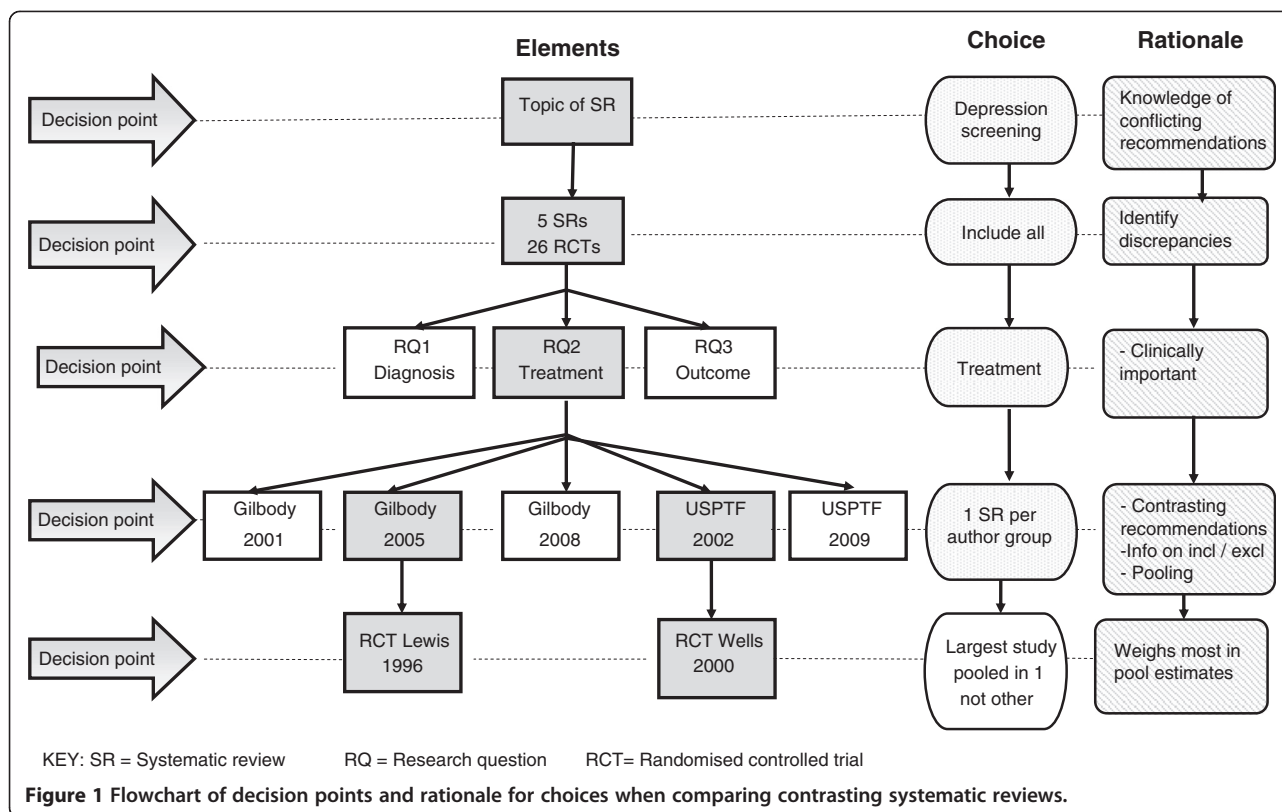 Elements
Choice
Rationale
Decision point
Topic of SR
Depression
screening
Knowledge of
conflicting
recommendations
Decision point
5 SRs
26 RCTs
Include all
Identify
discrepancies
Decision point
RQ1
Diagnosis
RQ2
Treatment
RQ3
Outcome
Treatment
- Clinically
important
Decision point
Gilbody
2001
Gilbody
2005
Gilbody
2008
USPTF
2002
USPTF
2009
1 SR per
author group
- Contrasting
recommendations
-Info on incl / excl
- Pooling
Decision point
RCT Lewis
1996
RCT Wells
2000
Largest study
pooled in 1
not other
Weighs most in
pool estimates
KEY: SR = Systematic review RQ = Research question RCT= Randomised controlled trial
Figure 1 Flowchart of decision points and rationale for choices when comparing contrasting systematic reviews.